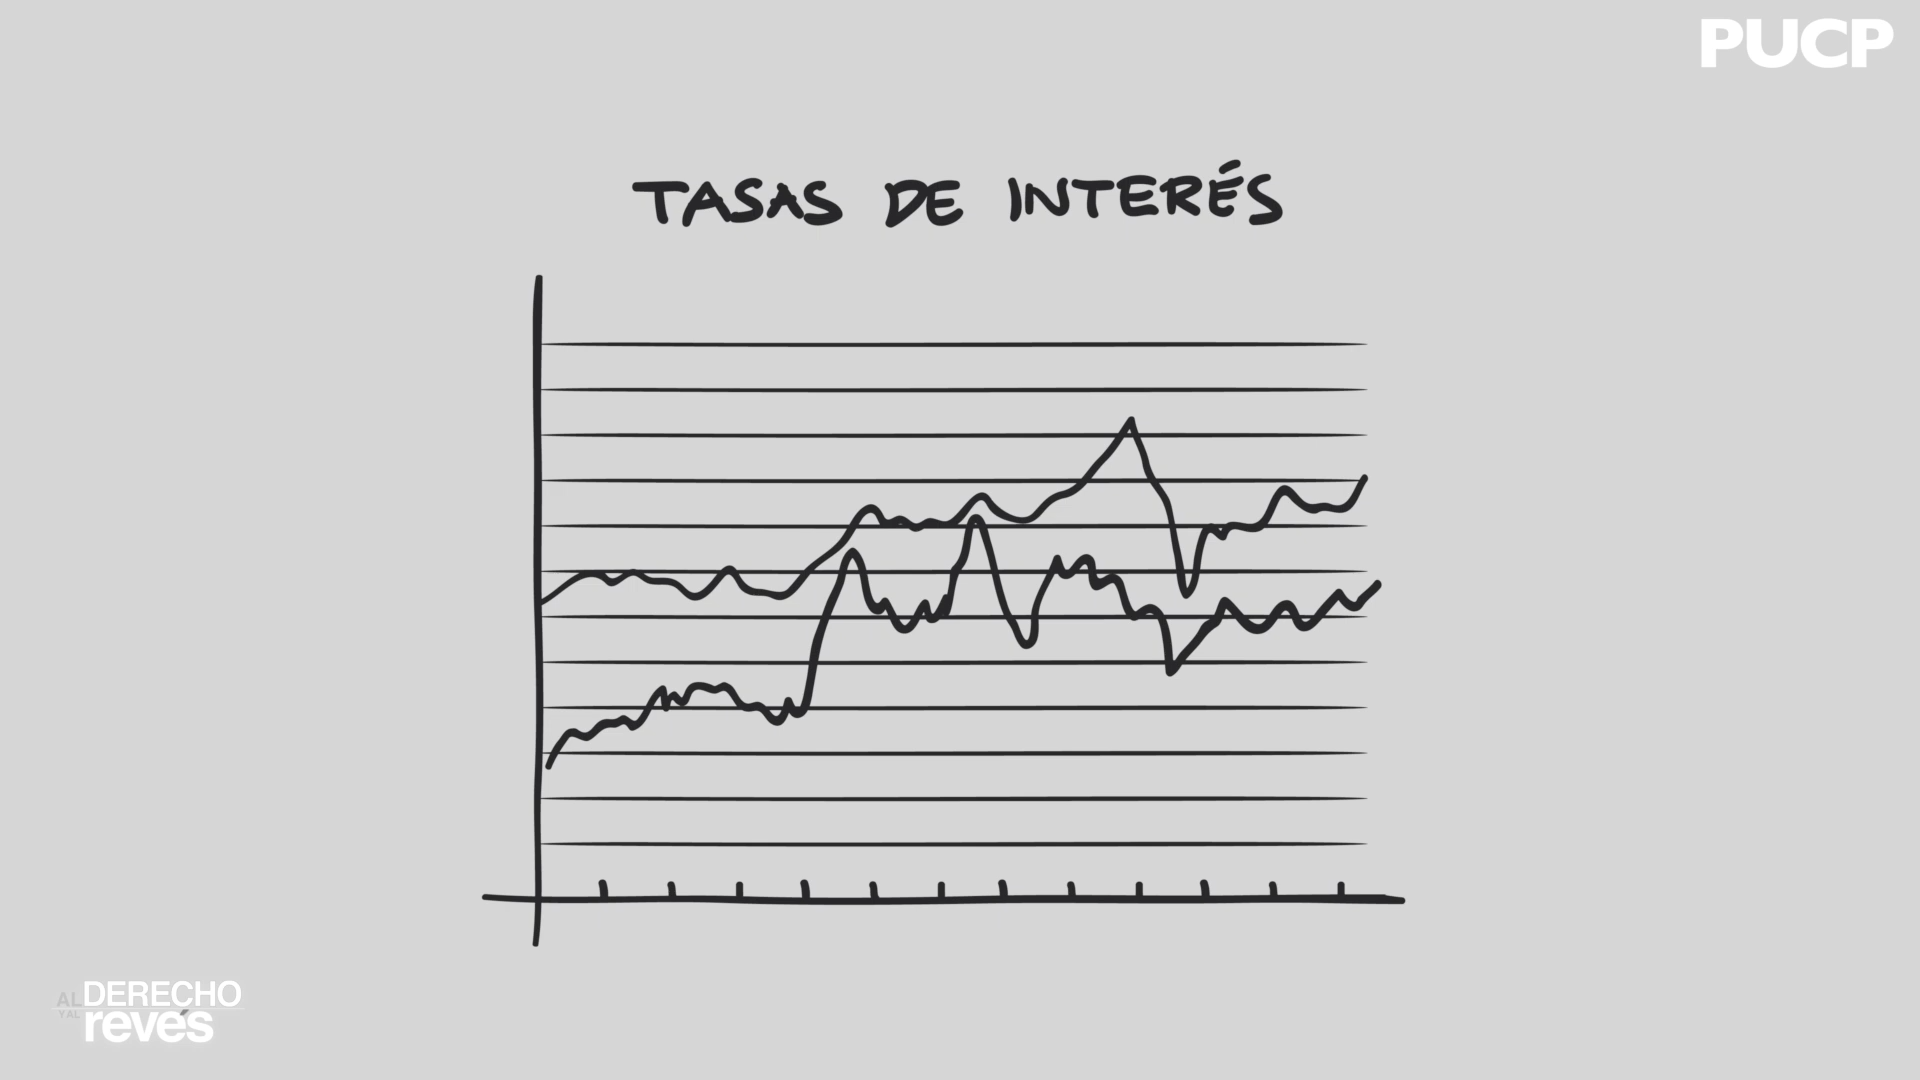 PUCP
TASAS DE INTERÉS
AL DERECHO
Y AL revés